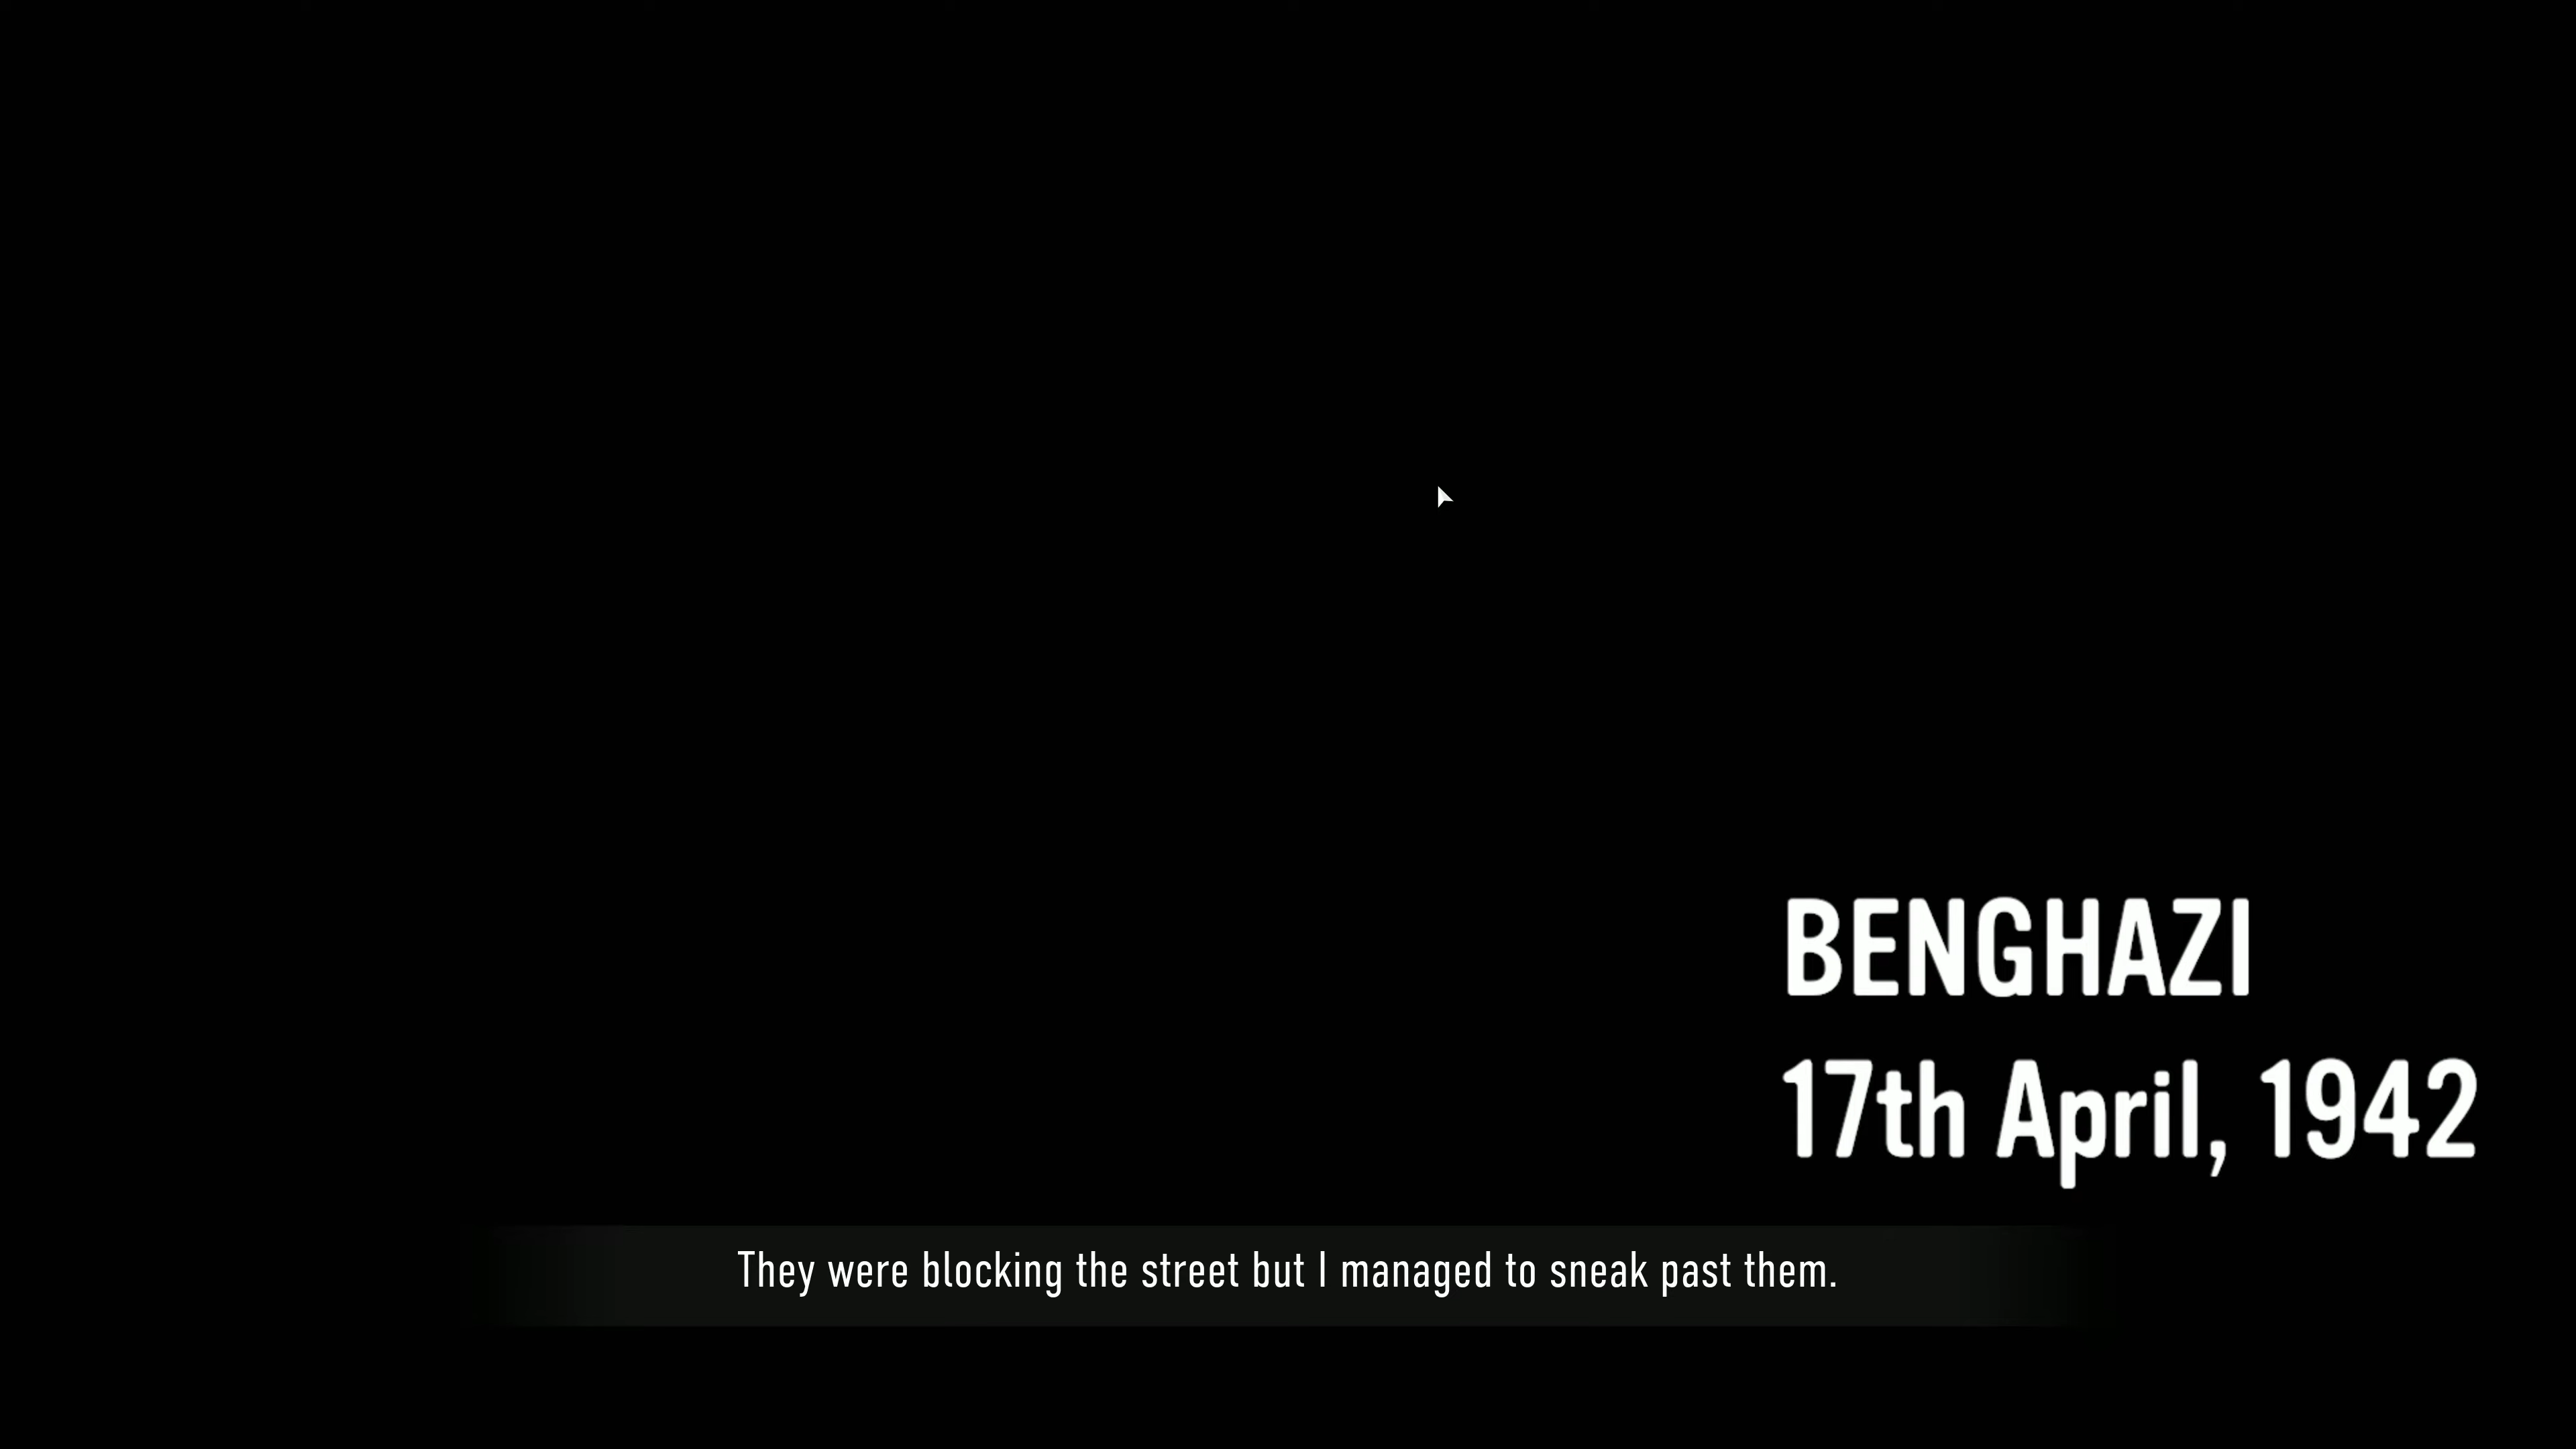 BENGHAZI
17th April, 1942
They were blocking the street but I managed to sneak past them.